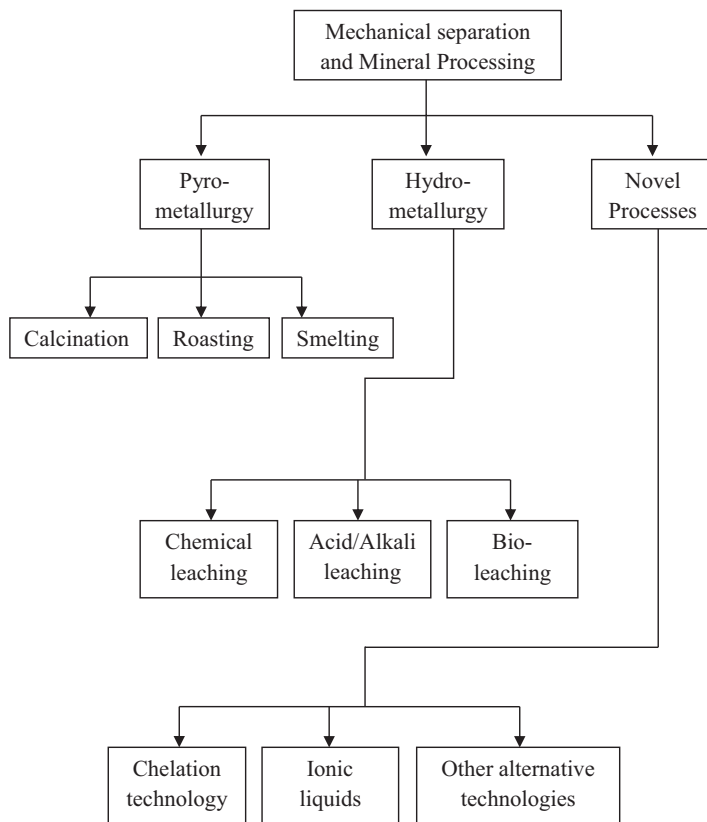 Mechanical separation
and Mineral Processing
Pyro-
metallurgy
Hydro-
metallurgy
Novel
Processes
Calcination
Roasting
Smelting
Chemical
leaching
Acid/Alkali
leaching
Bio-
leaching
Chelation
technology
Ionic
liquids
Other alternative
technologies